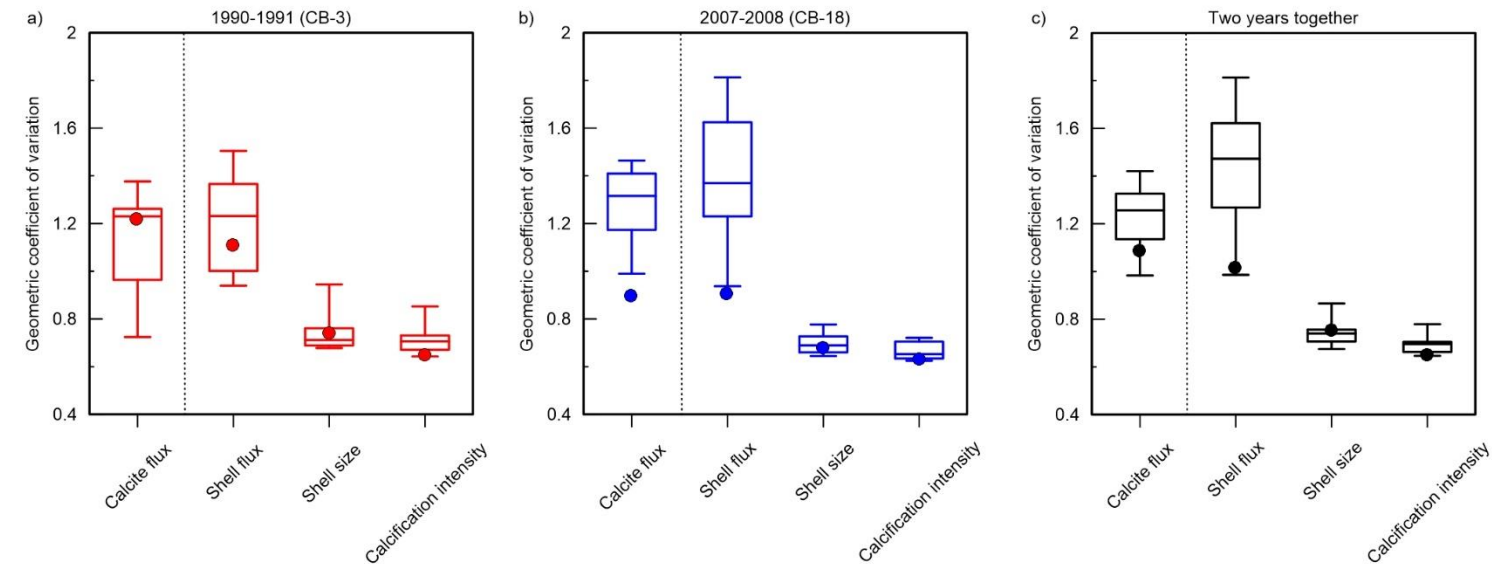 a)
1990-1991 (CB-3)
Geometric coefficient of variation
2
1.6
1.2
0.8
0.4
Calcite flux
Shell flux
Shell size
Calcification intensity
b)
2007-2008 (CB-18)
Geometric coefficient of variation
2
1.6
1.2
0.8
0.4
Calcite flux
Shell flux
Shell size
Calcification intensity
c)
Two years together
Geometric coefficient of variation
2
1.6
1.2
0.8
0.4
Calcite flux
Shell flux
Shell size
Calcification intensity